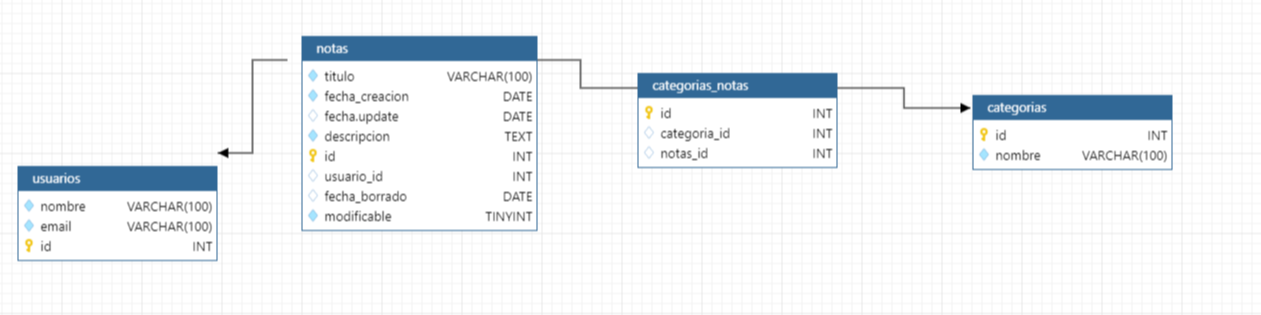 notas
titulo VARCHAR(100)
fecha_creacion DATE
fecha.update DATE
descripcion TEXT
id INT
usuario_id INT
fecha_borrado DATE
modificable TINYINT
categorias_notas
id INT
categoria_id INT
notas_id INT
categorias
id INT
nombre VARCHAR(100)
usuarios
nombre VARCHAR(100)
email VARCHAR(100)
id INT